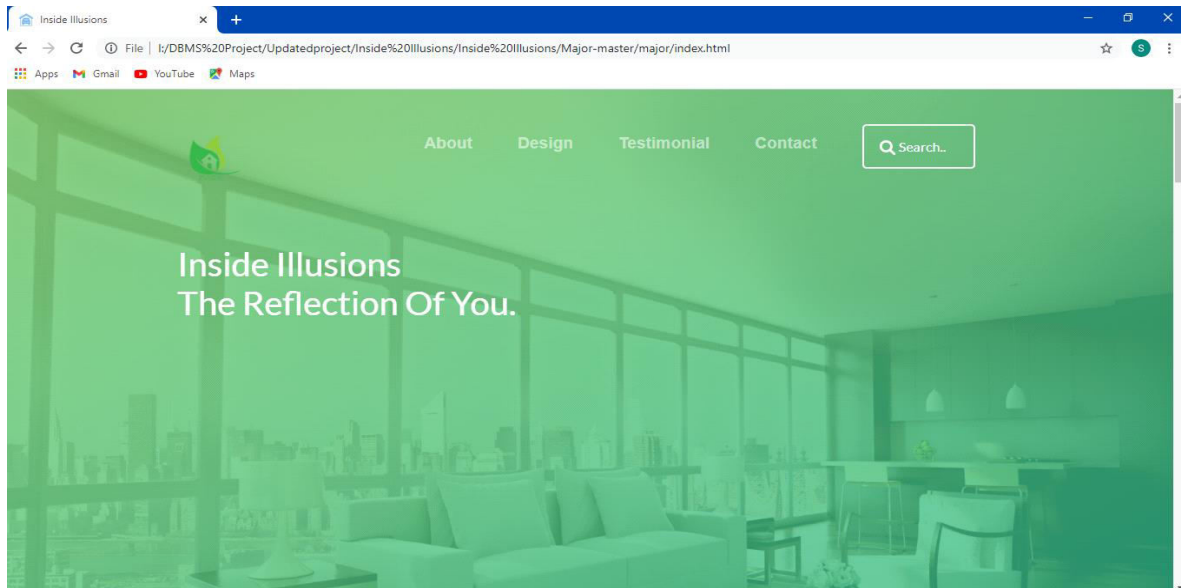 Inside Illusions
File | I:/DBMS%20Project/Updatedproject/Inside%20Illusions/Inside%20Illusions/Major-master/major/index.html
S
Apps Gmail YouTube Maps
About Design Testimonial Contact Search..
Inside Illusions
The Reflection Of You.